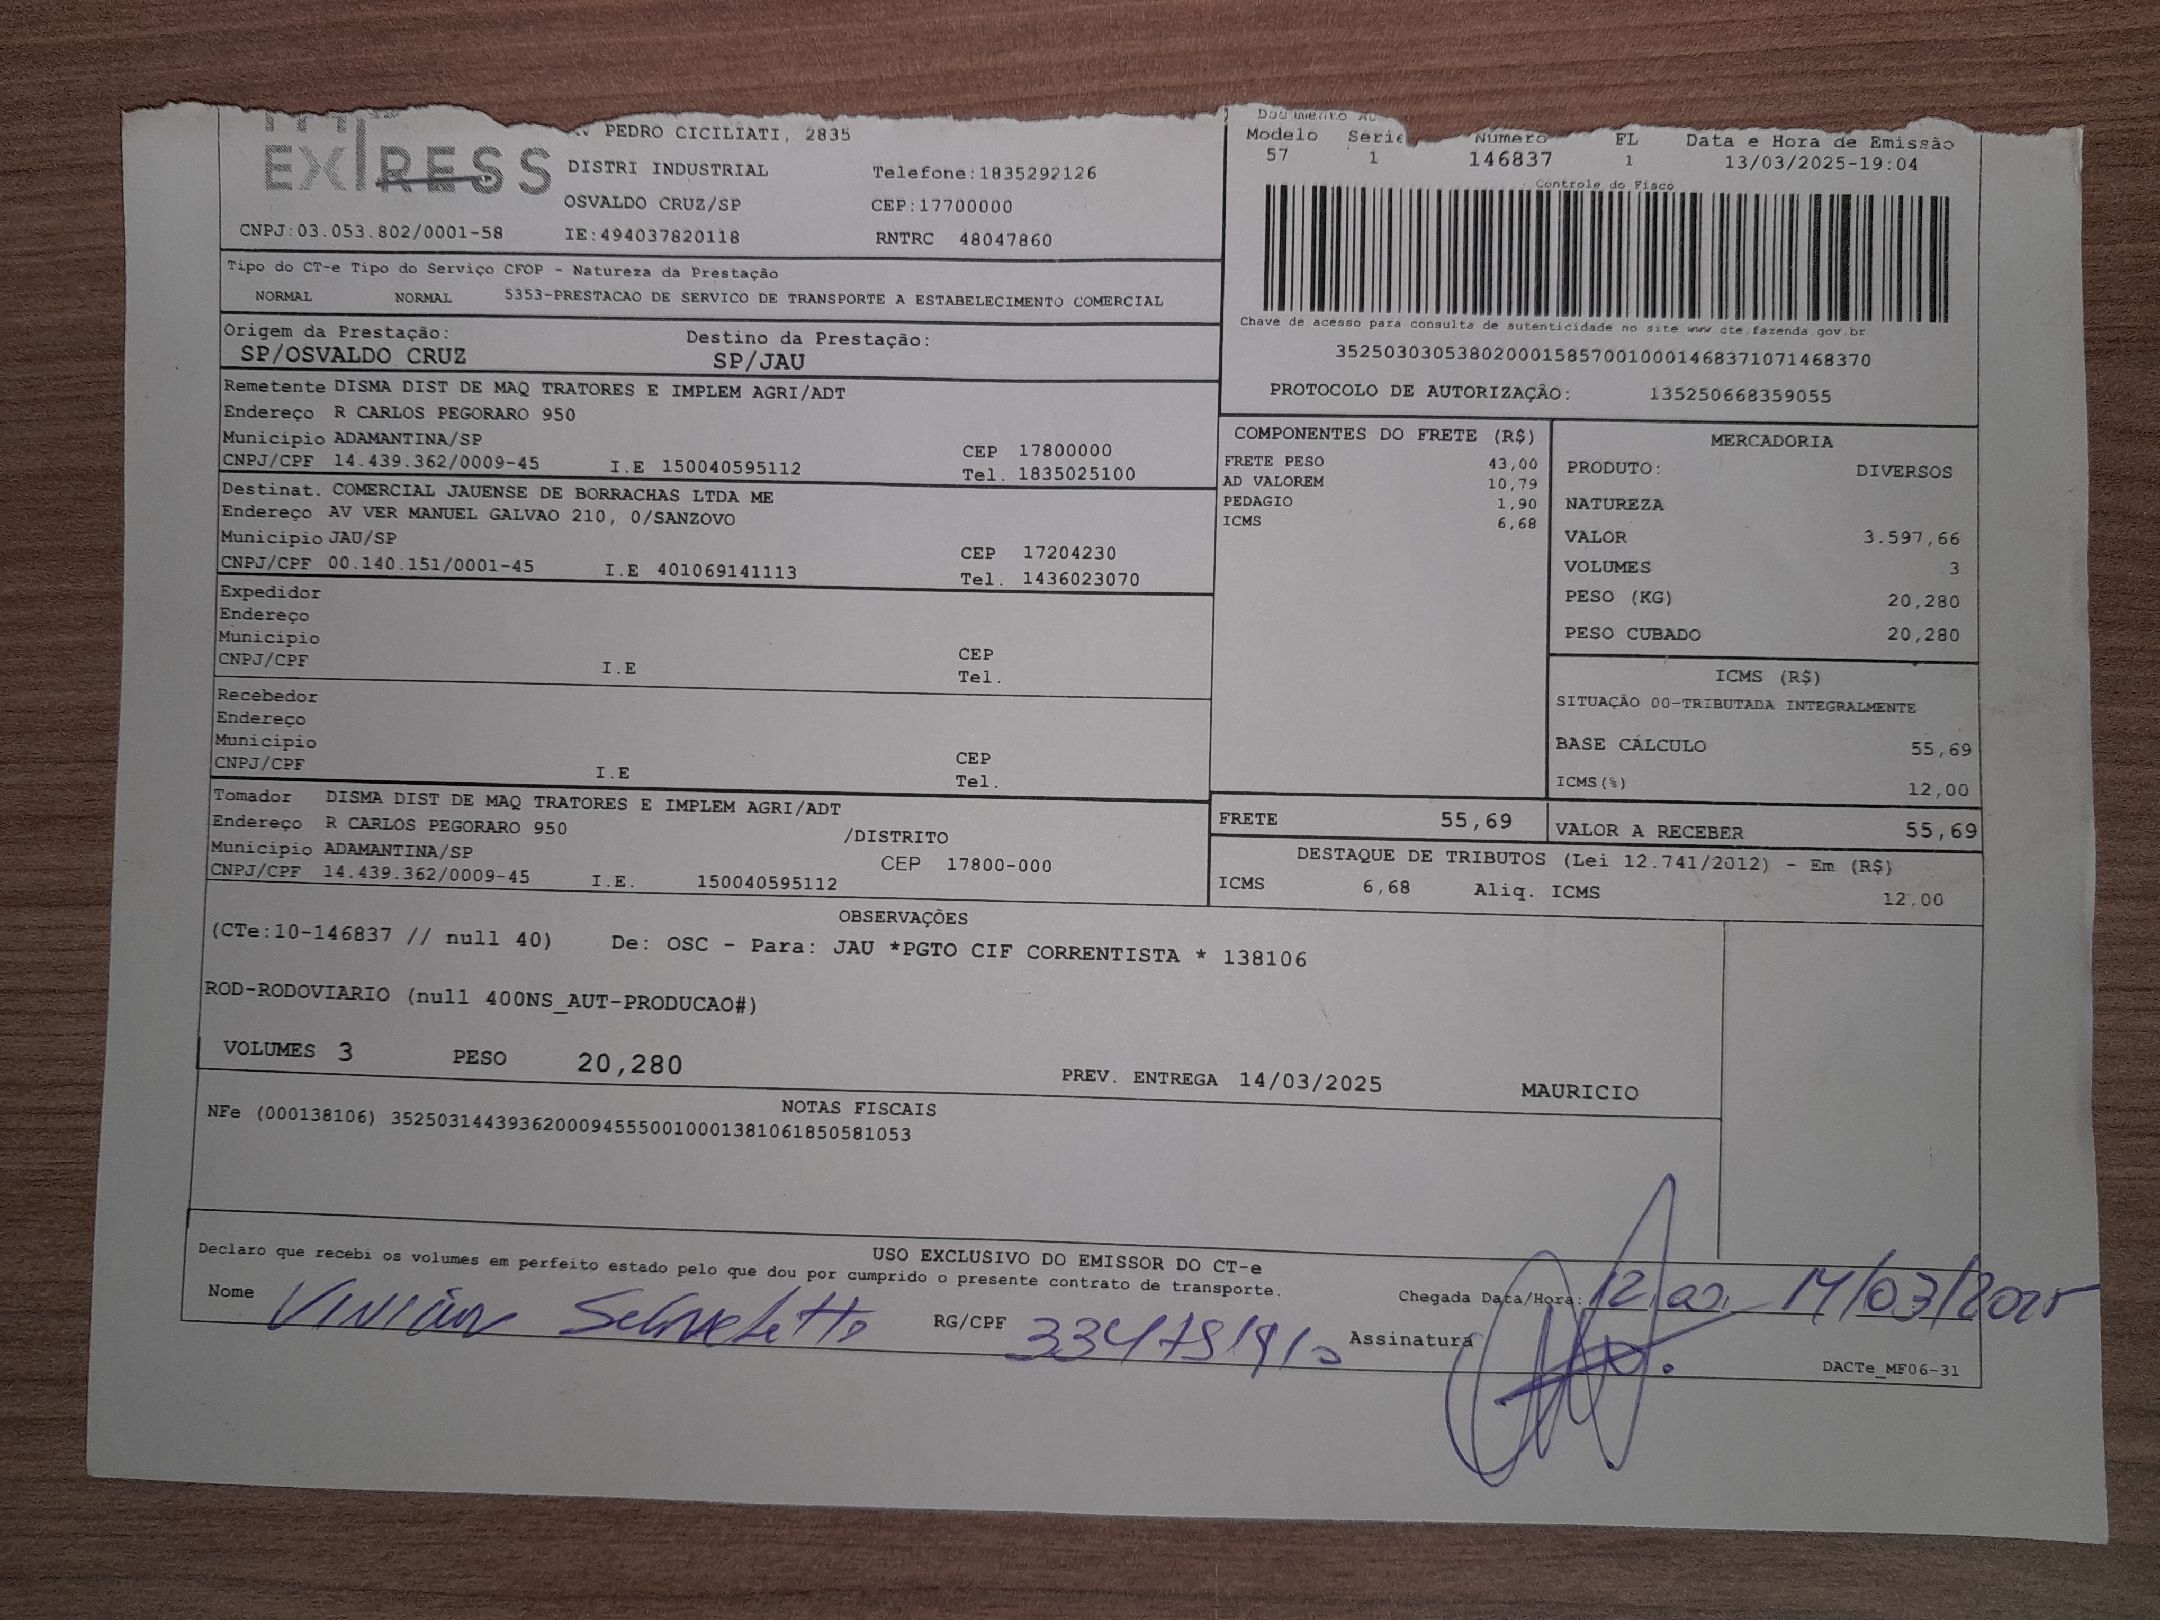 EXPRESS
PEDRO CICILIATI, 2835
DISTRI INDUSTRIAL Telefone:1835292126
OSVALDO CRUZ/SP CEP:17700000
CNPJ:03.053.802/0001-58 IE:494037820118 RNTRC 48047860
Modelo Serie Número FL Data e Hora de Emissão
57 1 146837 1 13/03/2025-19:04
Controle do Fisco
Chave de acesso para consulta de autenticidade no site www cte.fazenda.gov.br
35250303053802000158570010001468371071468370
PROTOCOLO DE AUTORIZAÇÃO: 135250668359055
Tipo do CT-e Tipo do Serviço CFOP - Natureza da Prestação
NORMAL NORMAL 5353-PRESTACAO DE SERVICO DE TRANSPORTE A ESTABELECIMENTO COMERCIAL
Origem da Prestação: Destino da Prestação:
SP/OSVALDO CRUZ SP/JAU
Remetente DISMA DIST DE MAQ TRATORES E IMPLEM AGRI/ADT
Endereço R CARLOS PEGORARO 950
Municipio ADAMANTINA/SP CEP 17800000
CNPJ/CPF 14.439.362/0009-45 I.E 150040595112 Tel. 1835025100
Destinat. COMERCIAL JAUENSE DE BORRACHAS LTDA ME
Endereço AV VER MANUEL GALVAO 210, 0/SANZOVO
Municipio JAU/SP CEP 17204230
CNPJ/CPF 00.140.151/0001-45 I.E 401069141113 Tel. 1436023070
Expedidor
Endereço
Municipio CEP
CNPJ/CPF I.E Tel.
Recebedor
Endereço
Municipio CEP
CNPJ/CPF I.E Tel.
Tomador DISMA DIST DE MAQ TRATORES E IMPLEM AGRI/ADT
Endereço R CARLOS PEGORARO 950 /DISTRITO
Municipio ADAMANTINA/SP CEP 17800-000
CNPJ/CPF 14.439.362/0009-45 I.E. 150040595112
COMPONENTES DO FRETE (R$)
FRETE PESO 43,00
AD VALOREM 10,79
PEDAGIO 1,90
ICMS 6,68
MERCADORIA
PRODUTO: DIVERSOS
NATUREZA
VALOR 3.597,66
VOLUMES 3
PESO (KG) 20,280
PESO CUBADO 20,280
ICMS (R$)
SITUAÇÃO 00-TRIBUTADA INTEGRALMENTE
BASE CÁLCULO 55,69
ICMS(%) 12,00
FRETE 55,69 VALOR A RECEBER 55,69
DESTAQUE DE TRIBUTOS (Lei 12.741/2012) - Em (R$)
ICMS 6,68 Aliq. ICMS 12,00
OBSERVAÇÕES
(CTe:10-146837 // null 40) De: OSC - Para: JAU *PGTO CIF CORRENTISTA * 138106
ROD-RODOVIARIO (null 400NS_AUT-PRODUCAO#)
VOLUMES 3 PESO 20,280 PREV. ENTREGA 14/03/2025 MAURICIO
NOTAS FISCAIS
NFe (000138106) 35250314439362000945550010001381061850581053
USO EXCLUSIVO DO EMISSOR DO CT-e
Declaro que recebi os volumes em perfeito estado pelo que dou por cumprido o presente contrato de transporte.
Nome RG/CPF Assinatura
Chegada Data/Hora: 14/03/2025
DACTe_MF06-31